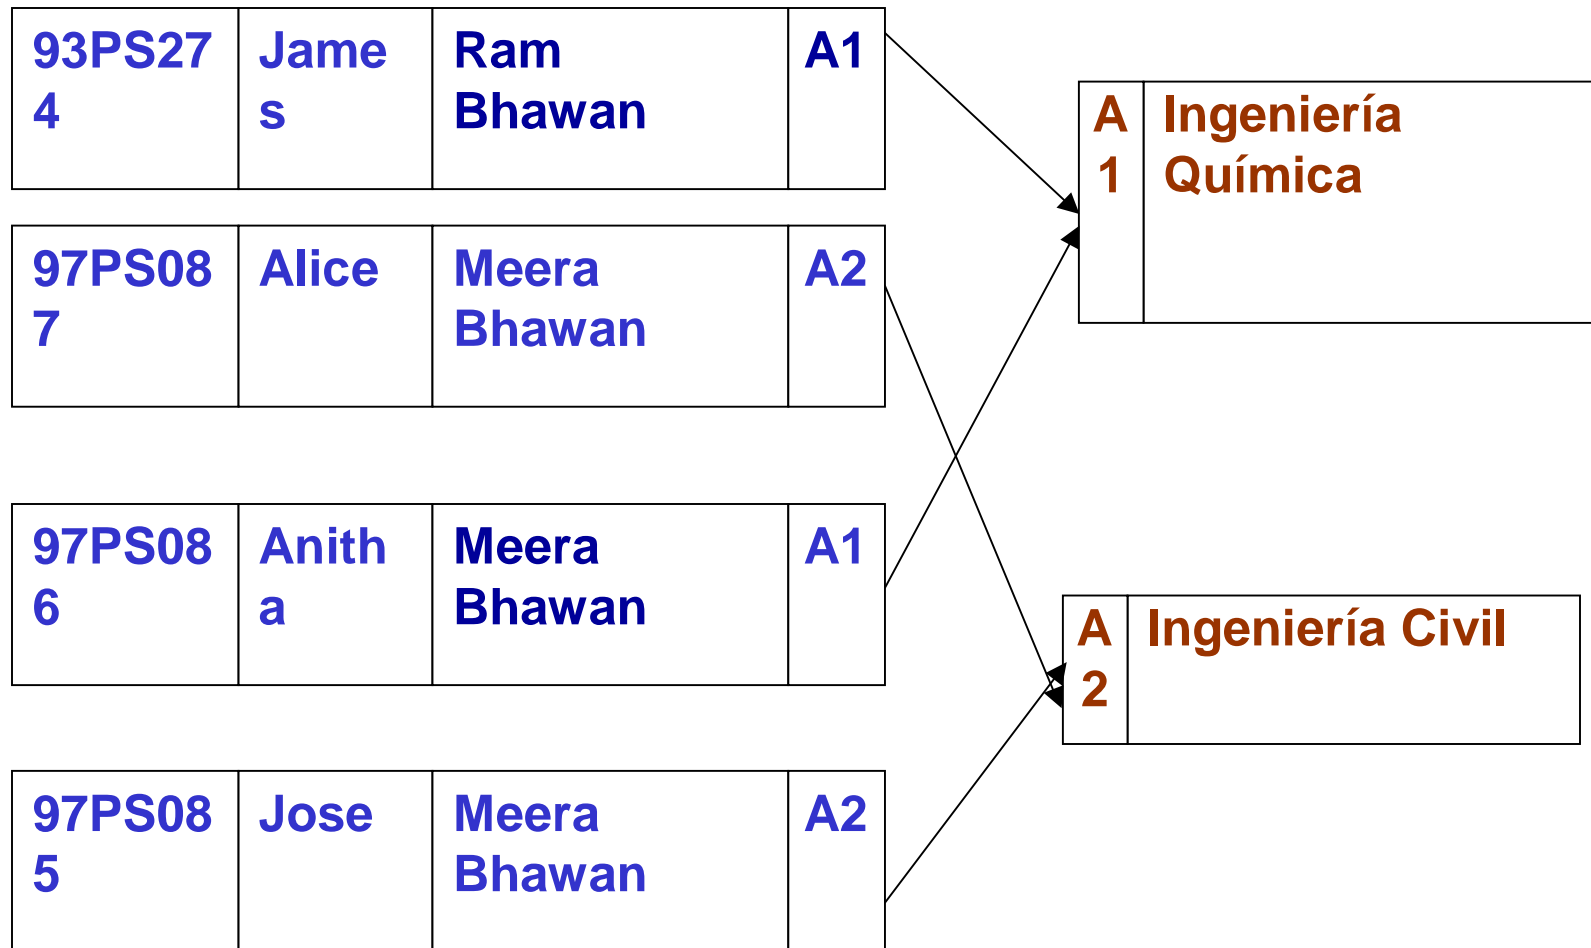 93PS27
4
Jame
s
Ram
Bhawan
A1
97PS08
7
Alice
Meera
Bhawan
A2
97PS08
6
Anith
a
Meera
Bhawan
A1
97PS08
5
Jose
Meera
Bhawan
A2
A
1
Ingeniería
Química
A
2
Ingeniería Civil